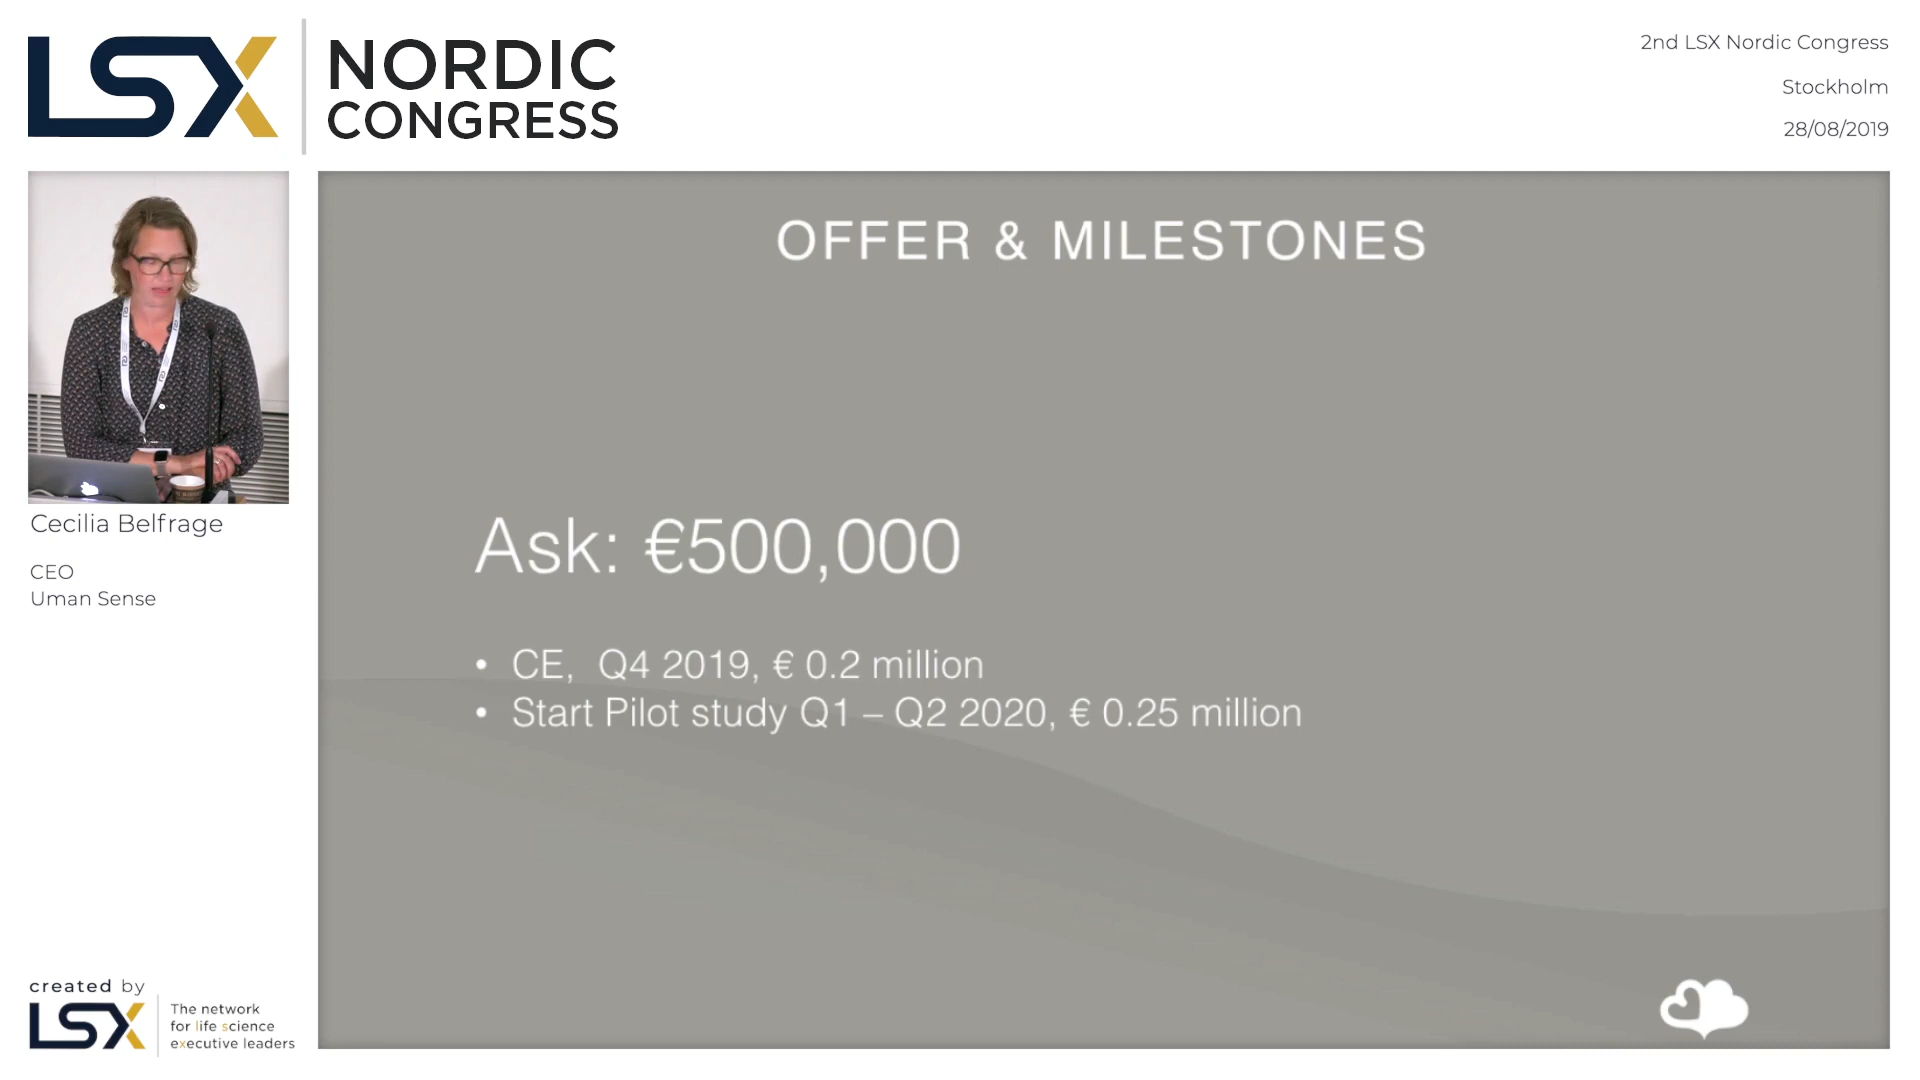 LSX
NORDIC
CONGRESS
2nd LSX Nordic Congress
Stockholm
28/08/2019
OFFER & MILESTONES
Ask: €500,000
• CE, Q4 2019, € 0.2 million
• Start Pilot study Q1 – Q2 2020, € 0.25 million
Cecilia Belfrage
CEO
Uman Sense
created by
LSX
The network
for life science
executive leaders